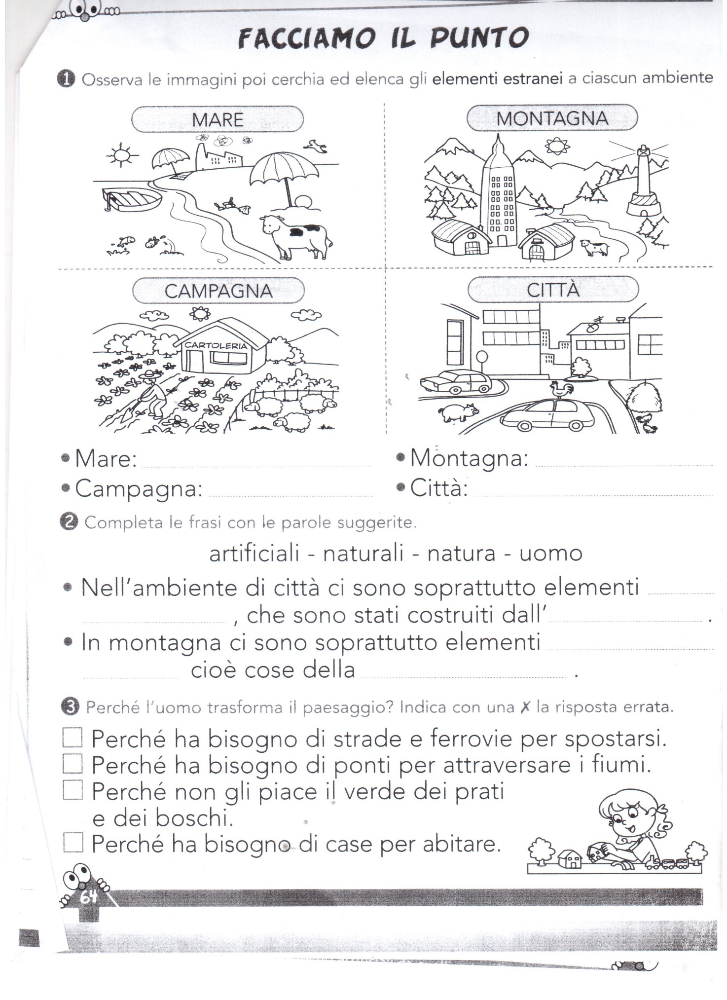 FACCIAMO IL PUNTO
1 Osserva le immagini poi cerchia ed elenca gli elementi estranei a ciascun ambiente
MARE
MONTAGNA
CAMPAGNA
CITTÀ
CARTOLERIA
• Mare:
• Montagna:
• Campagna:
• Città:
2 Completa le frasi con le parole suggerite.
artificiali - naturali - natura - uomo
• Nell'ambiente di città ci sono soprattutto elementi
, che sono stati costruiti dall' .
• In montagna ci sono soprattutto elementi
cioè cose della .
3 Perché l'uomo trasforma il paesaggio? Indica con una ✗ la risposta errata.
Perché ha bisogno di strade e ferrovie per spostarsi.
Perché ha bisogno di ponti per attraversare i fiumi.
Perché non gli piace il verde dei prati
e dei boschi.
Perché ha bisogno di case per abitare.
64